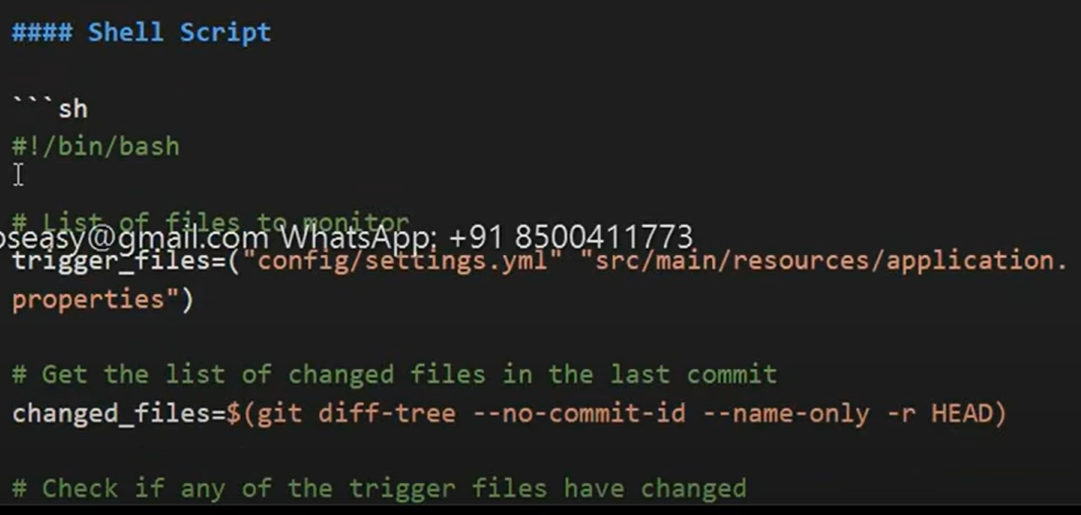 #### Shell Script
```sh
#!/bin/bash
# List of files to monitor
oseasy@gmail.com WhatsApp: +91 8500411773
trigger_files=("config/settings.yml" "src/main/resources/application.
properties")
# Get the list of changed files in the last commit
changed_files=$(git diff-tree --no-commit-id --name-only -r HEAD)
# Check if any of the trigger files have changed